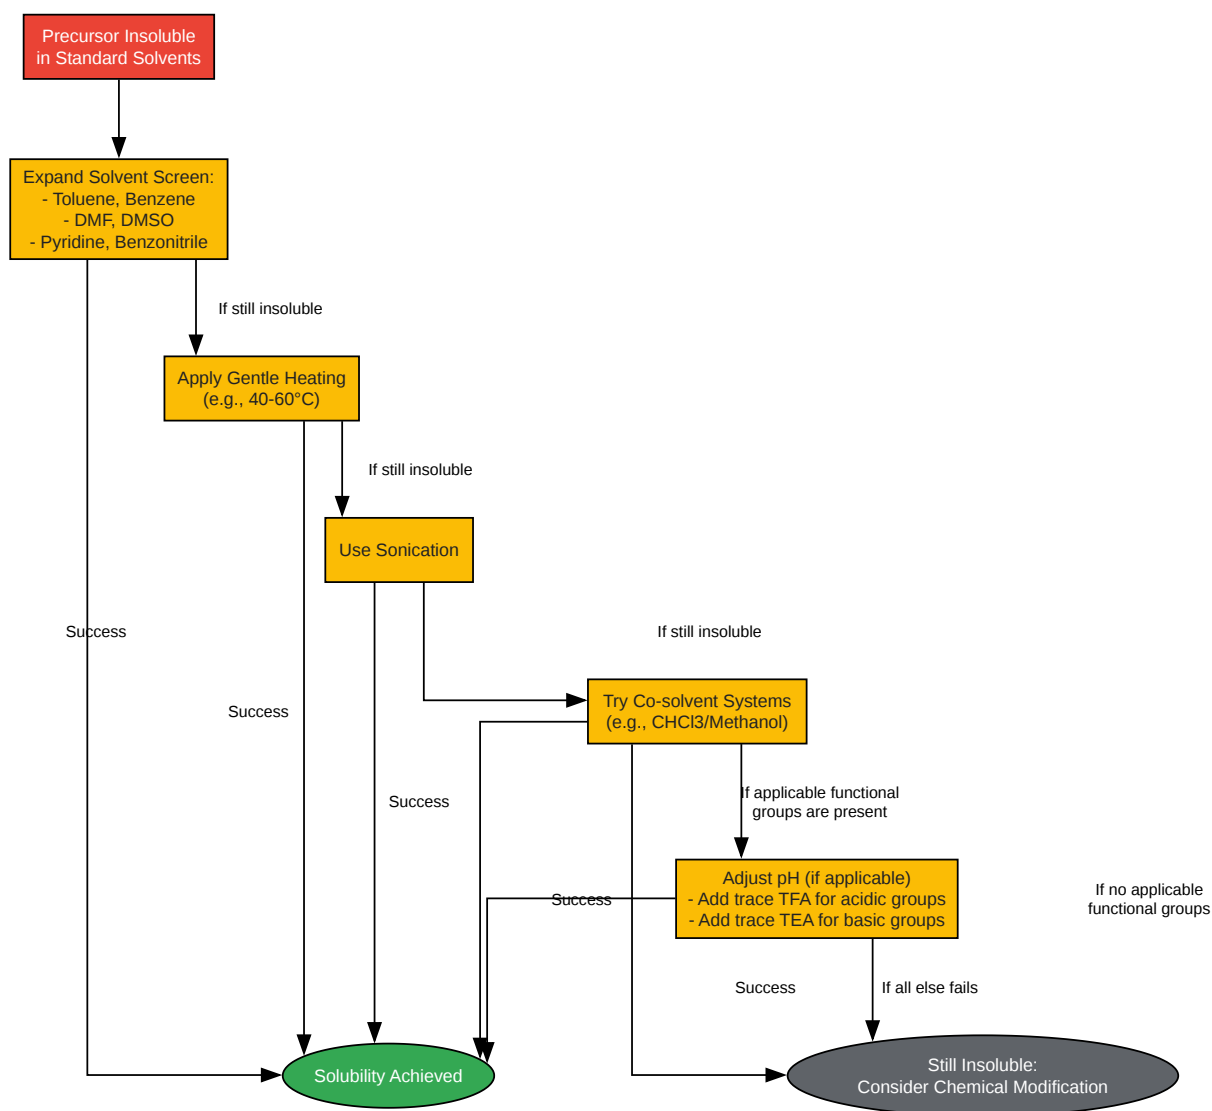 Precursor Insoluble
in Standard Solvents
Expand Solvent Screen:
- Toluene, Benzene
- DMF, DMSO
- Pyridine, Benzonitrile
If still insoluble
Apply Gentle Heating
(e.g., 40-60°C)
If still insoluble
Use Sonication
Success
If still insoluble
Success
Try Co-solvent Systems
(e.g., CHCl3/Methanol)
Success
If applicable functional
groups are present
Success
Adjust pH (if applicable)
- Add trace TFA for acidic groups
- Add trace TEA for basic groups
If no applicable
functional groups
Success
If all else fails
Solubility Achieved
Still Insoluble:
Consider Chemical Modification